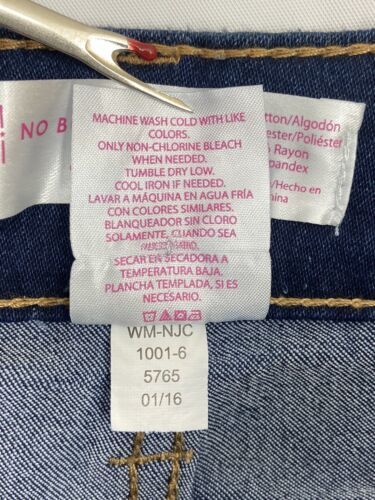 NO B
MACHINE WASH COLD WITH LIKE
COLORS.
ONLY NON-CHLORINE BLEACH
WHEN NEEDED.
TUMBLE DRY LOW.
COOL IRON IF NEEDED.
LAVAR A MÁQUINA EN AGUA FRÍA
CON COLORES SIMILARES.
BLANQUEADOR SIN CLORO
SOLAMENTE, CUANDO SEA
SECAR EN SECADORA A
TEMPERATURA BAJA.
PLANCHA TEMPLADA, SI ES
NECESARIO.
tton/Algodón
ester/Poliéster
Rayon
pandex
/Hecho en
hina
WM-NJC
1001-6
5765
01/16